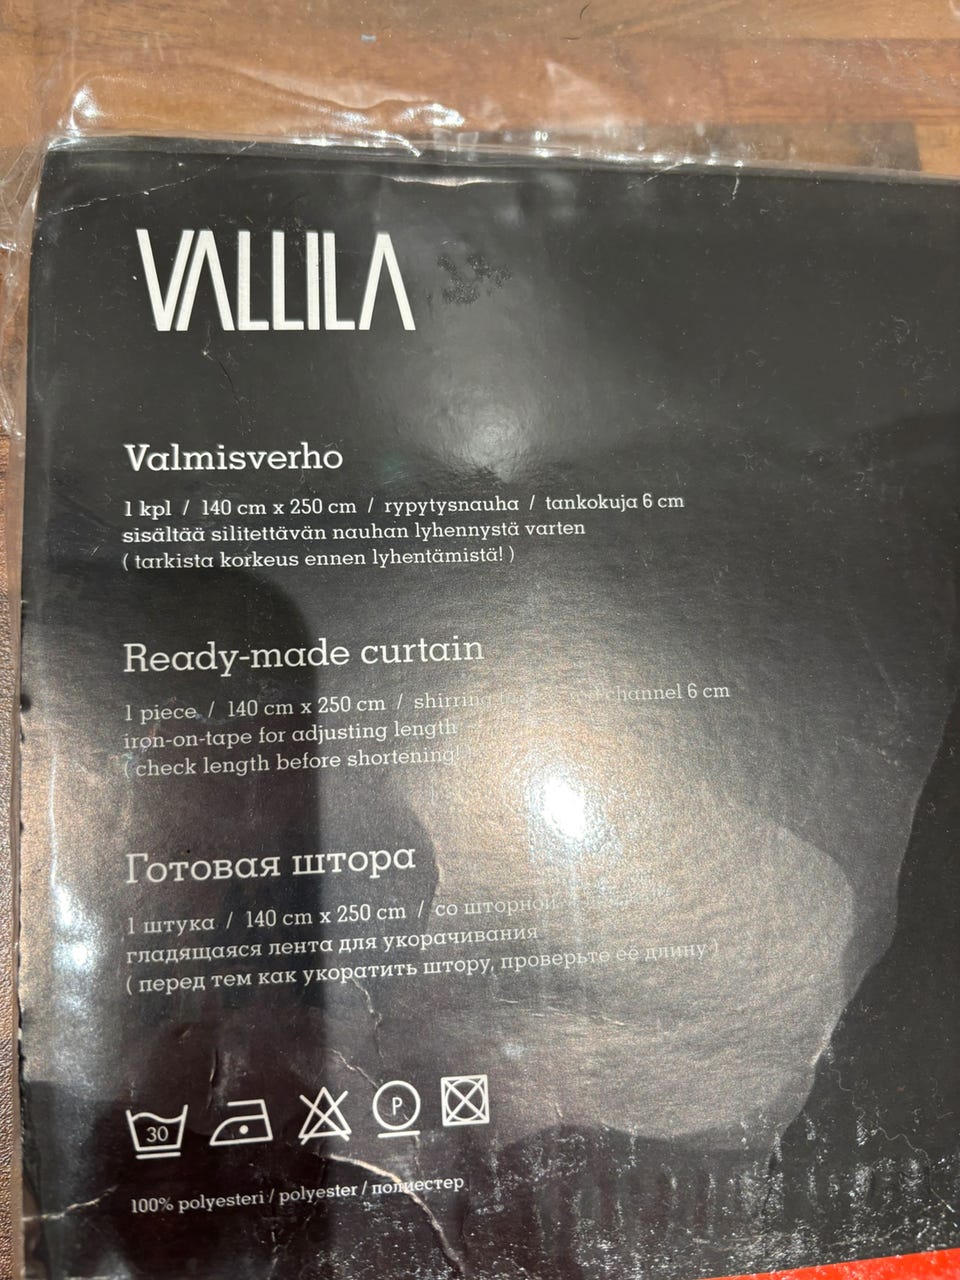 VALLILA
Valmisverho
1 kpl / 140 cm x 250 cm / rypytysnauha / tankokuja 6 cm
sisältää silitettävän nauhan lyhennystä varten
( tarkista korkeus ennen lyhentämistä! )
Ready-made curtain
1 piece / 140 cm x 250 cm / shirring channel 6 cm
iron-on-tape for adjusting length
( check length before shortening! )
Готовая штора
1 штука / 140 cm x 250 cm / со шторной
гладящаяся лента для укорачивания
( перед тем как укоратить штору, проверьте её длину )
30
P
100% polyesteri / polyester / полиестер